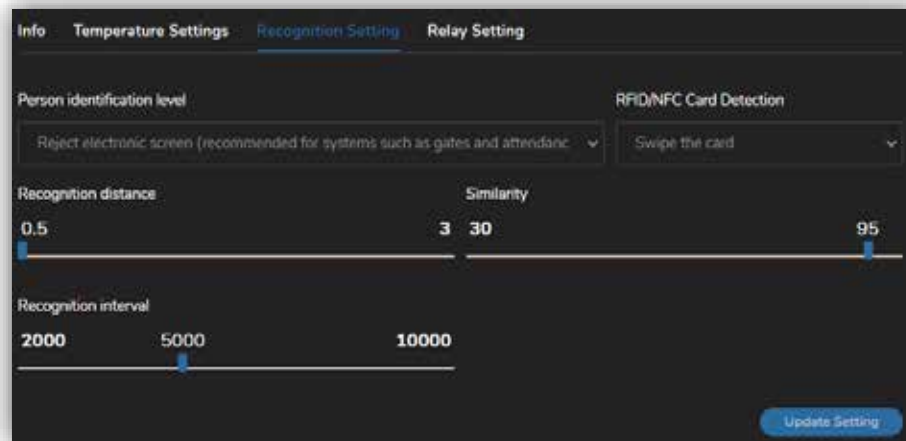 Info Temperature Settings Recognition Setting Relay Setting
Person identification level RFID/NFC Card Detection
Reject electronic screen (recommended for systems such as gates and attendanc Swipe the card
Recognition distance Similarity
0.5 3 30 95
Recognition interval
2000 5000 10000
Update Setting